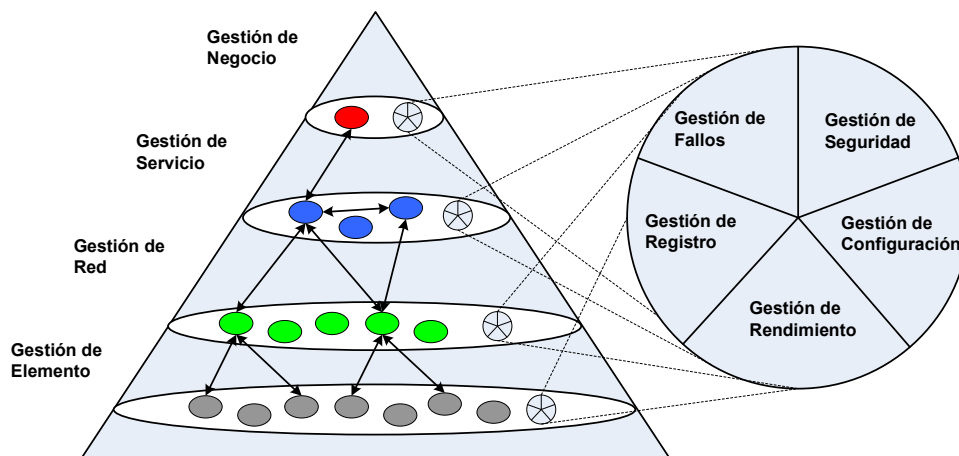 Gestión de
Negocio
Gestión de
Servicio
Gestión de
Red
Gestión de
Elemento
Gestión de
Fallos
Gestión de
Seguridad
Gestión de
Registro
Gestión de
Configuración
Gestión de
Rendimiento